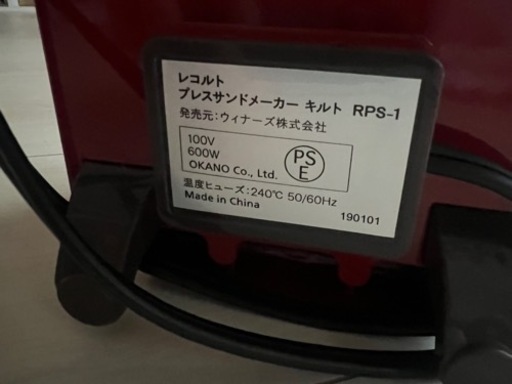 レコルト
プレスサンドメーカー キルト RPS-1
発売元:ウィナーズ株式会社
100V
600W
OKANO Co., Ltd.
PS
E
温度ヒューズ:240℃ 50/60Hz
Made in China
190101